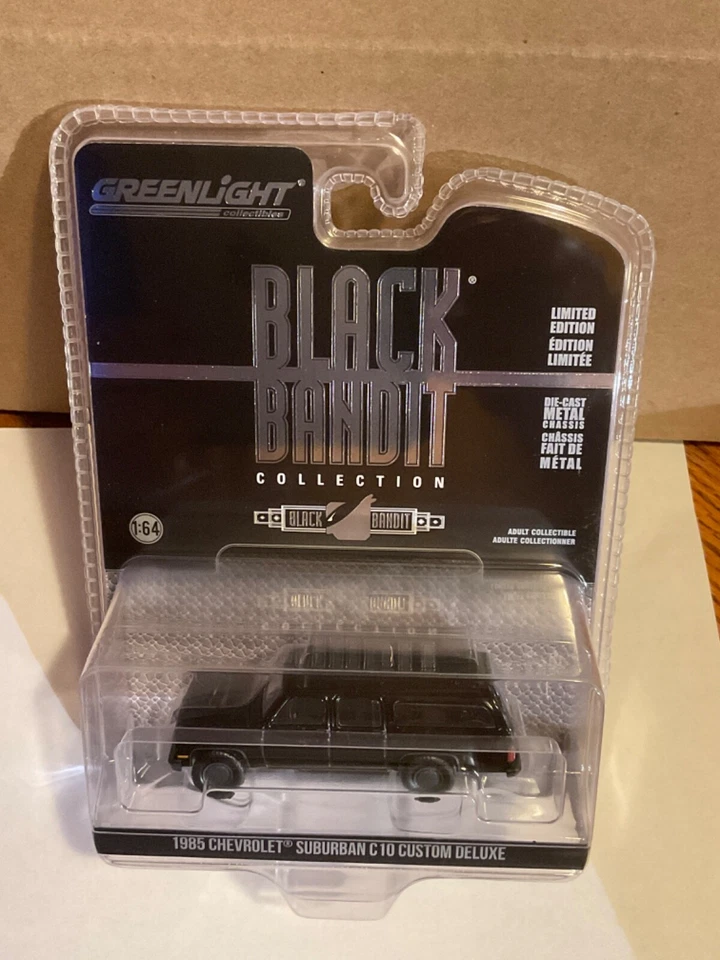 GREENLiGHT®
collectibles
BLACK®
BANDIT
COLLECTION
LIMITED
EDITION
ÉDITION
LIMITÉE
DIE-CAST
METAL
CHASSIS
CHÂSSIS
FAIT DE
MÉTAL
BLACK BANDIT
1:64
ADULT COLLECTIBLE
ADULTE COLLECTIONNER
1985 CHEVROLET® SUBURBAN C10 CUSTOM DELUXE